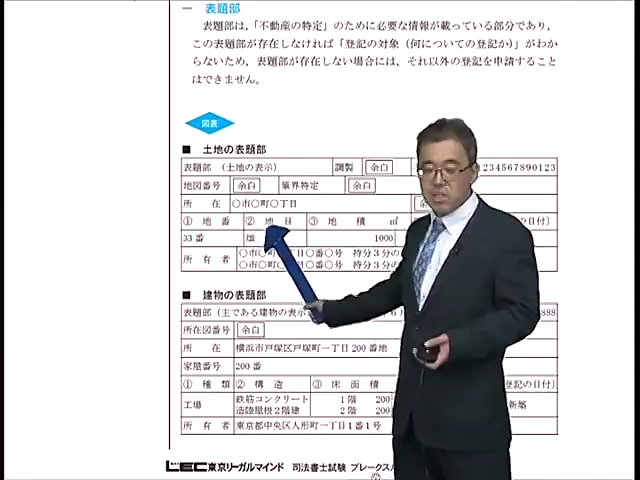 一 表題部
表題部は，「不動産の特定」のために必要な情報が載っている部分であり，
この表題部が存在しなければ「登記の対象（何についての登記か）」がわか
らないため，表題部が存在しない場合には，それ以外の登記を申請すること
はできません。
図表
■ 土地の表題部
表題部 （土地の表示） 調製 余白 1234567890123
地図番号 余白 筆界特定 余白
所 在 ○市○町○丁目
① 地 番 ② 地 目 ③ 地 積 ㎡ の日付）
33番 畑 1000
所 有 者 ○市○町○丁目○番○号 持分3分の
○市○町○丁目○番○号 持分3分の
■ 建物の表題部
表題部（主である建物の表示 888
所在図番号 余白
所 在 横浜市戸塚区戸塚町一丁目 200番地
家屋番号 200番
① 種 類 ② 構 造 ③ 床 面 積 登記の日付）
工場 鉄筋コンクリート 1階 200 新築
造陸屋根2階建 2階 200
所 有 者 東京都中央区人形町一丁目1番1号
LEC東京リーガルマインド 司法書士試験 ブレークス